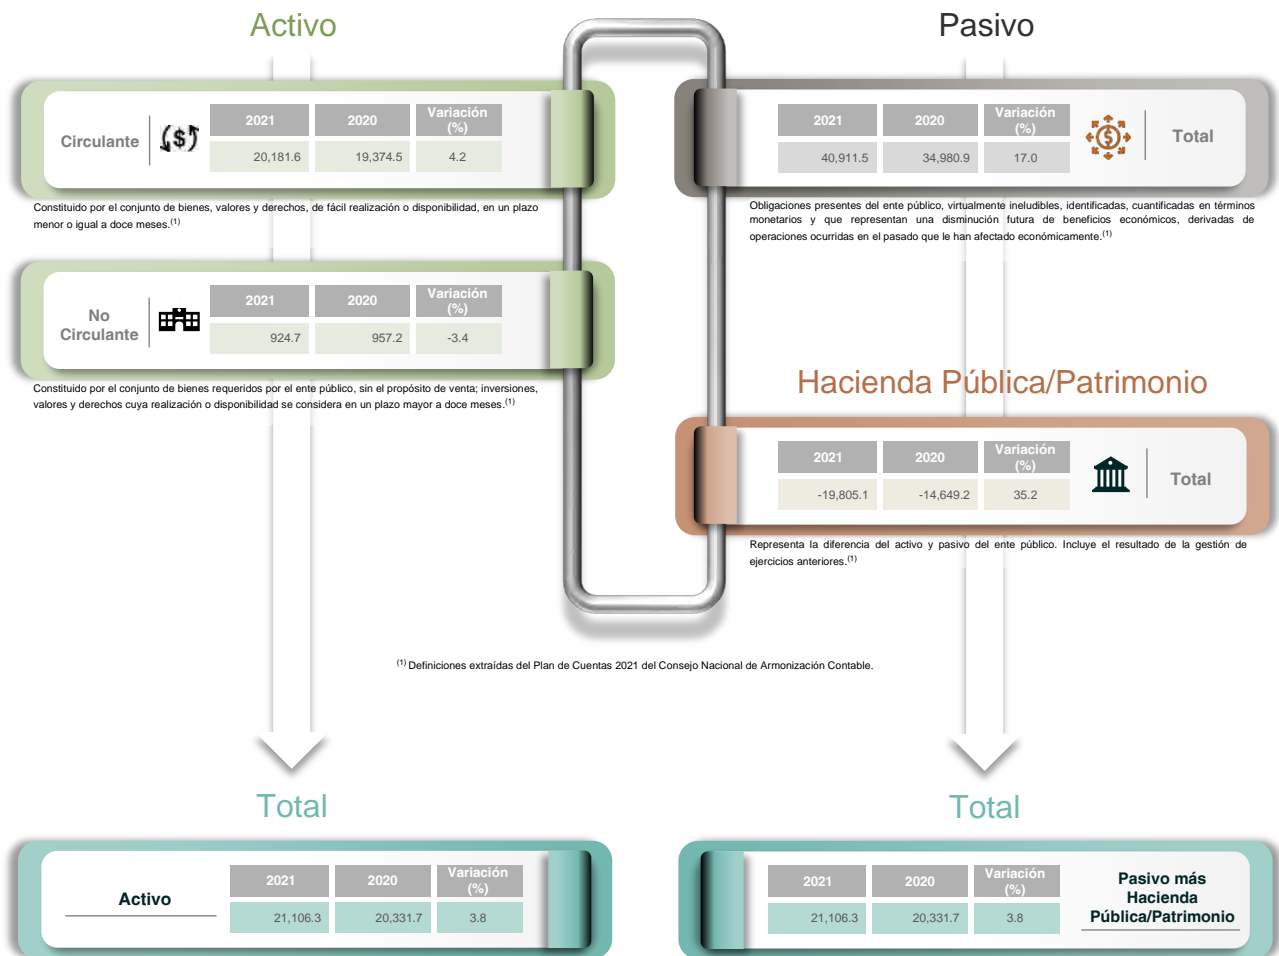 Activo
Circulante
2021 2020 Variación (%)
20,181.6 19,374.5 4.2
Constituido por el conjunto de bienes, valores y derechos, de fácil realización o disponibilidad, en un plazo
menor o igual a doce meses.(1)
No
Circulante
2021 2020 Variación (%)
924.7 957.2 -3.4
Constituido por el conjunto de bienes requeridos por el ente público, sin el propósito de venta; inversiones,
valores y derechos cuya realización o disponibilidad se considera en un plazo mayor a doce meses.(1)
Pasivo
2021 2020 Variación (%)
40,911.5 34,980.9 17.0
Total
Obligaciones presentes del ente público, virtualmente ineludibles, identificadas, cuantificadas en términos
monetarios y que representan una disminución futura de beneficios económicos, derivadas de
operaciones ocurridas en el pasado que le han afectado económicamente.(1)
Hacienda Pública/Patrimonio
2021 2020 Variación (%)
-19,805.1 -14,649.2 35.2
Total
Representa la diferencia del activo y pasivo del ente público. Incluye el resultado de la gestión de
ejercicios anteriores.(1)
(1) Definiciones extraídas del Plan de Cuentas 2021 del Consejo Nacional de Armonización Contable.
Total
Activo
2021 2020 Variación (%)
21,106.3 20,331.7 3.8
Total
2021 2020 Variación (%)
21,106.3 20,331.7 3.8
Pasivo más
Hacienda
Pública/Patrimonio